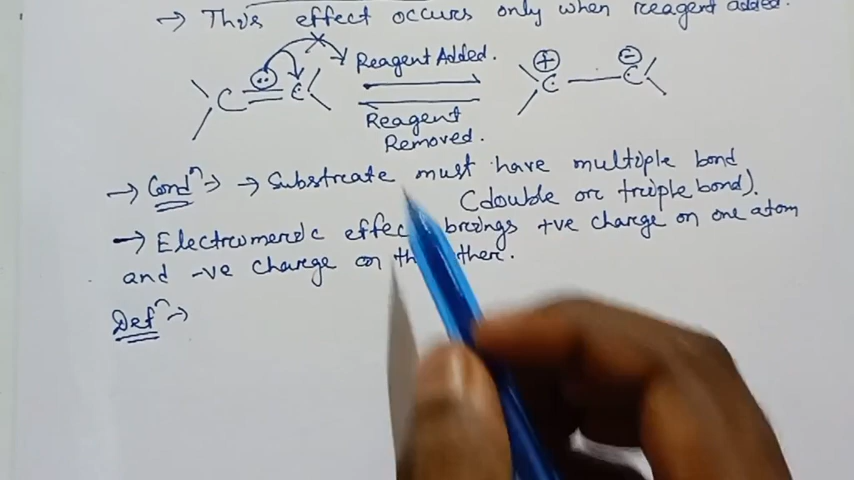 → This effect occurs only when reagent added.
C = C Reagent Added. ⊕ C — C ⊖
Reagent
Removed.
→ Condⁿ ⇒ → Substrate must have multiple bond
(double or triple bond).
→ Electromeric effect brings +ve charge on one atom
and -ve charge on the other.
Defⁿ →